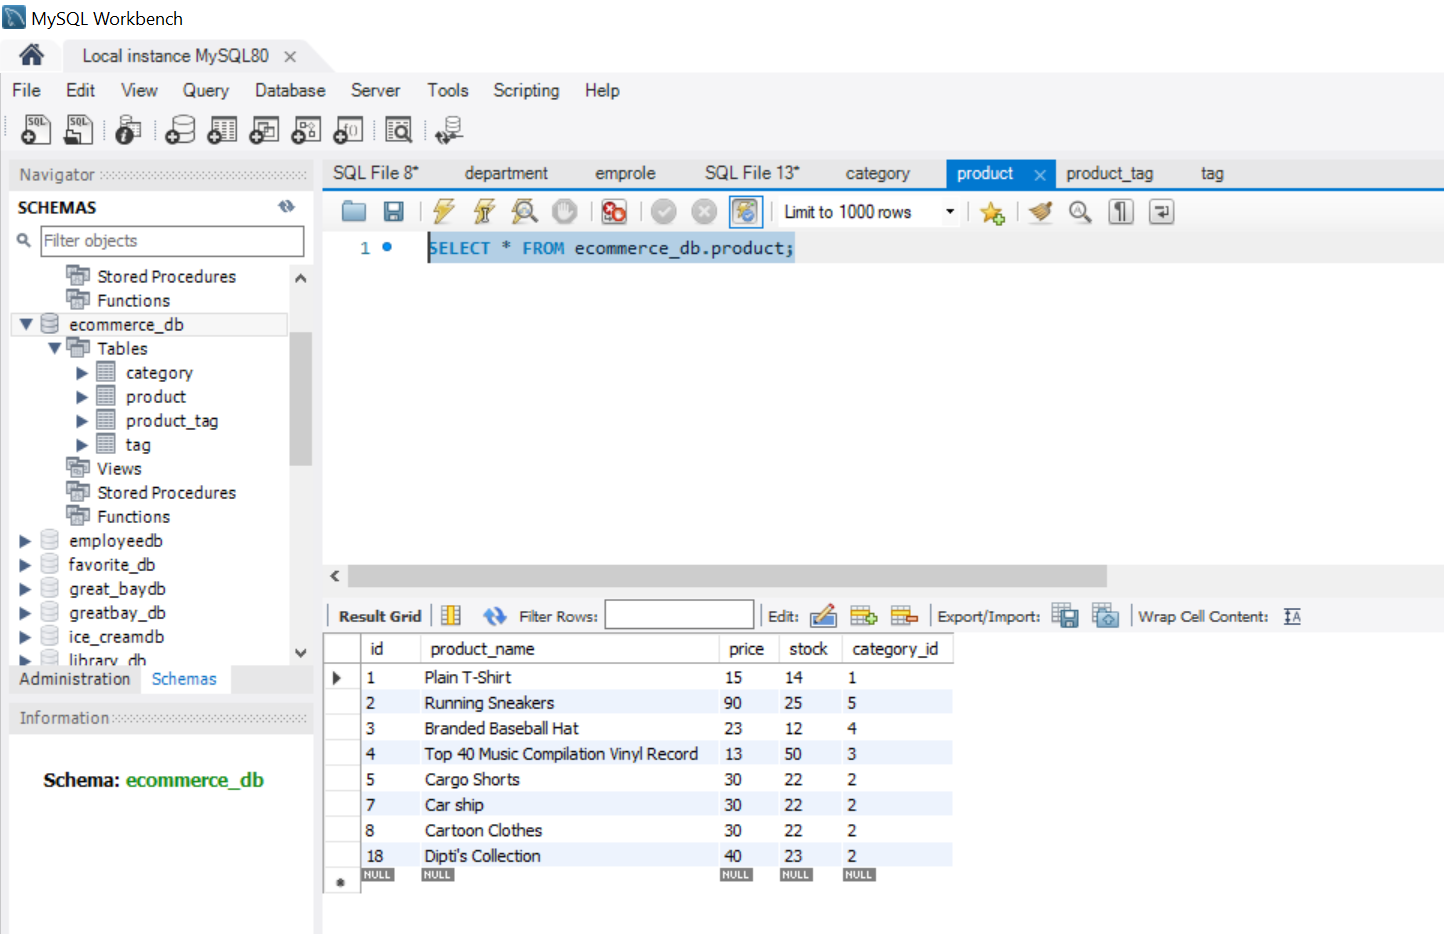 MySQL Workbench
Local instance MySQL80
File Edit View Query Database Server Tools Scripting Help
Navigator
SCHEMAS
Filter objects
Stored Procedures
Functions
ecommerce_db
Tables
category
product
product_tag
tag
Views
Stored Procedures
Functions
employeedb
favorite_db
great_baydb
greatbay_db
ice_creamdb
library_db
Administration Schemas
Information
Schema: ecommerce_db
SQL File 8* department emprole SQL File 13* category product product_tag tag
Limit to 1000 rows
1 SELECT * FROM ecommerce_db.product;
Result Grid Filter Rows: Edit: Export/Import: Wrap Cell Content:
id product_name price stock category_id
1 Plain T-Shirt 15 14 1
2 Running Sneakers 90 25 5
3 Branded Baseball Hat 23 12 4
4 Top 40 Music Compilation Vinyl Record 13 50 3
5 Cargo Shorts 30 22 2
7 Car ship 30 22 2
8 Cartoon Clothes 30 22 2
18 Dipti's Collection 40 23 2
NULL NULL NULL NULL NULL